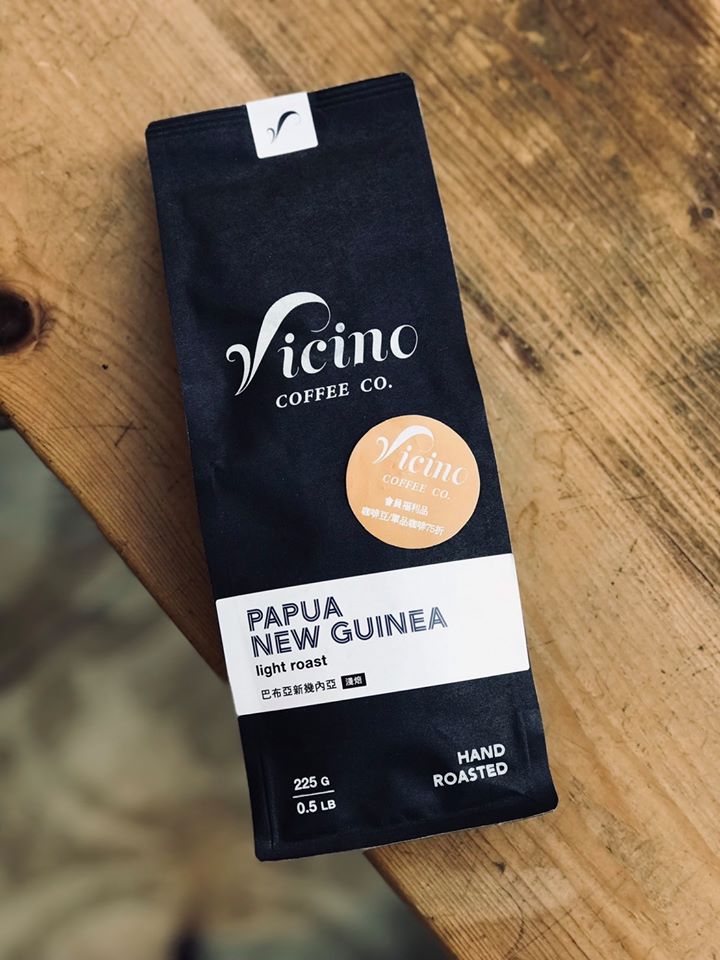 Vicino
COFFEE CO.
Vicino
COFFEE CO.
會員福利品
咖啡豆/單品咖啡75折
PAPUA
NEW GUINEA
light roast
巴布亞新幾內亞 淺焙
225 G
0.5 LB
HAND
ROASTED